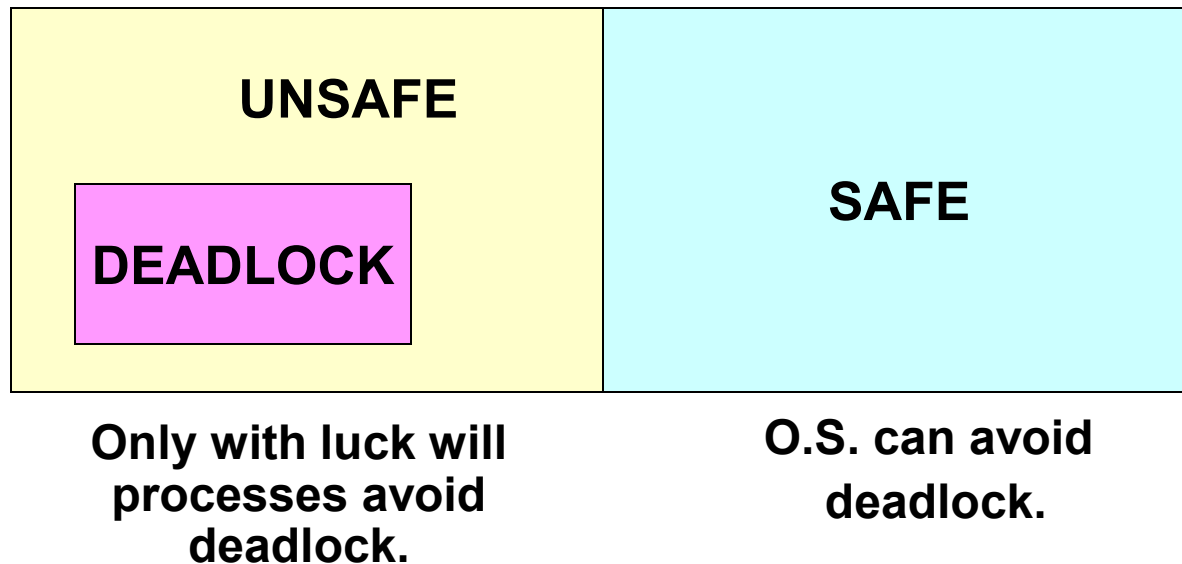 UNSAFE
DEADLOCK
SAFE
Only with luck will
processes avoid
deadlock.
O.S. can avoid
deadlock.